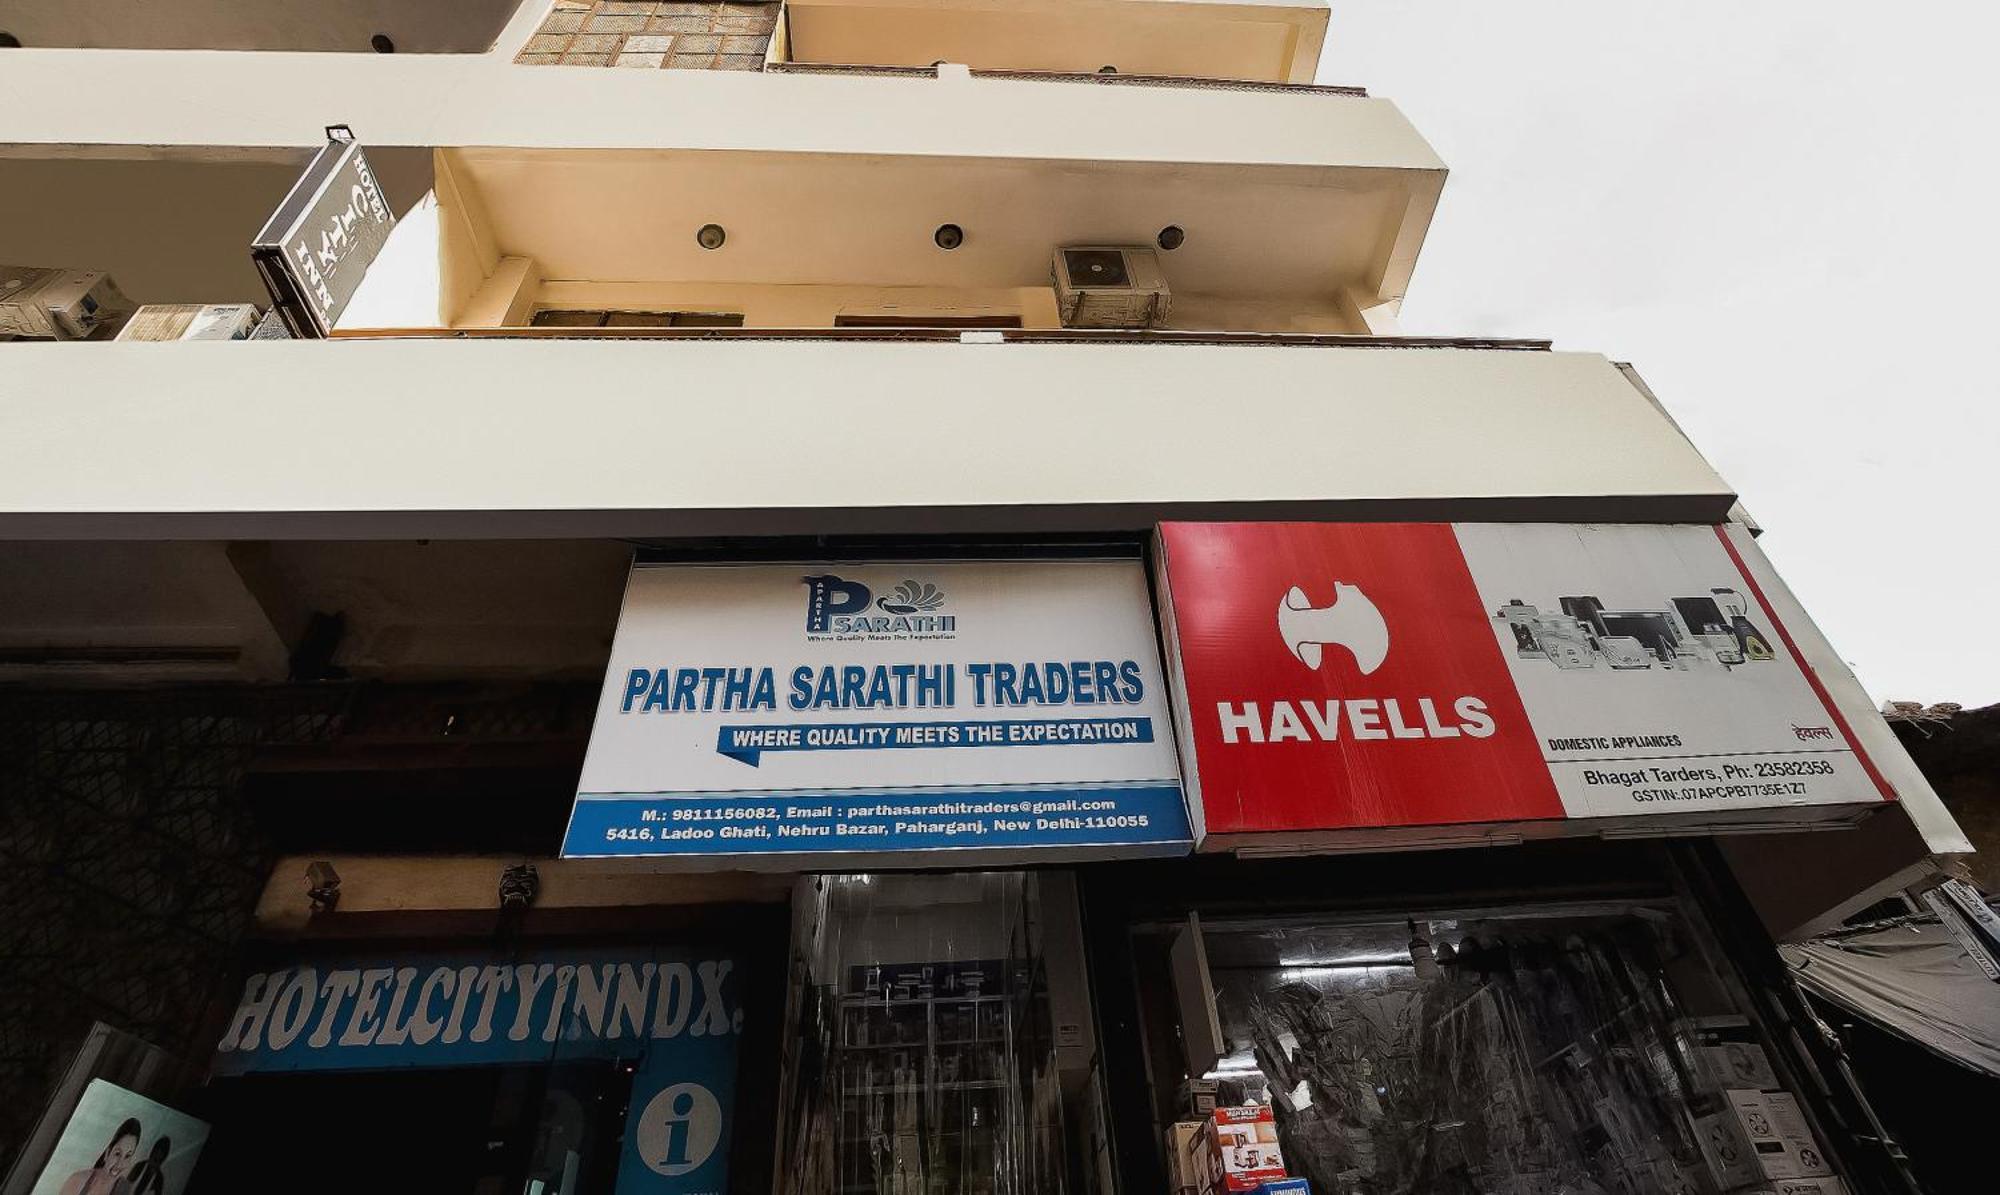 HOTEL
CITY
INN
PARTHA
SARATHI
Where Quality Meets The Expectation
PARTHA SARATHI TRADERS
WHERE QUALITY MEETS THE EXPECTATION
M.: 9811156082, Email : parthasarathitraders@gmail.com
5416, Ladoo Ghati, Nehru Bazar, Paharganj, New Delhi-110055
HAVELLS
DOMESTIC APPLIANCES
हैवल्स
Bhagat Tarders, Ph: 23582358
GSTIN:.07APCPB7735E1Z7
HOTELCITYINNDX.
i